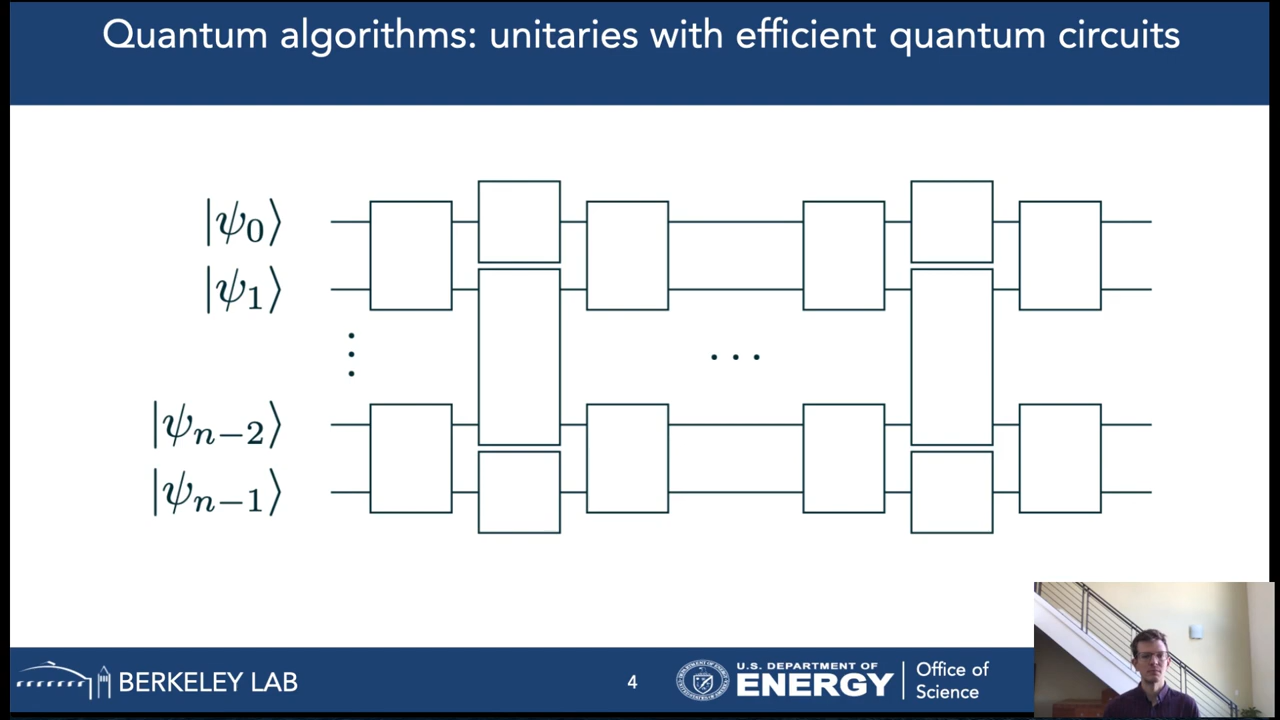 Quantum algorithms: unitaries with efficient quantum circuits
|ψ₀⟩
|ψ₁⟩
⋮
...
|ψₙ₋₂⟩
|ψₙ₋₁⟩
BERKELEY LAB
4
U.S. DEPARTMENT OF
ENERGY
Office of
Science